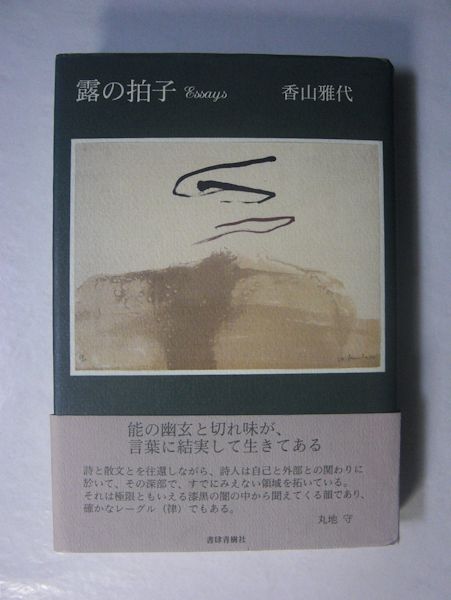 露の拍子 Essays 香山雅代
能の幽玄と切れ味が、
言葉に結実して生きてある
詩と散文とを往還しながら、詩人は自己と外部との関わりに
於いて、その深部で、すでにみえない領域を拓いている。
それは極限ともいえる漆黒の闇の中から聞えてくる韻であり、
確かなレーグル（律）でもある。
丸地 守
書肆青樹社